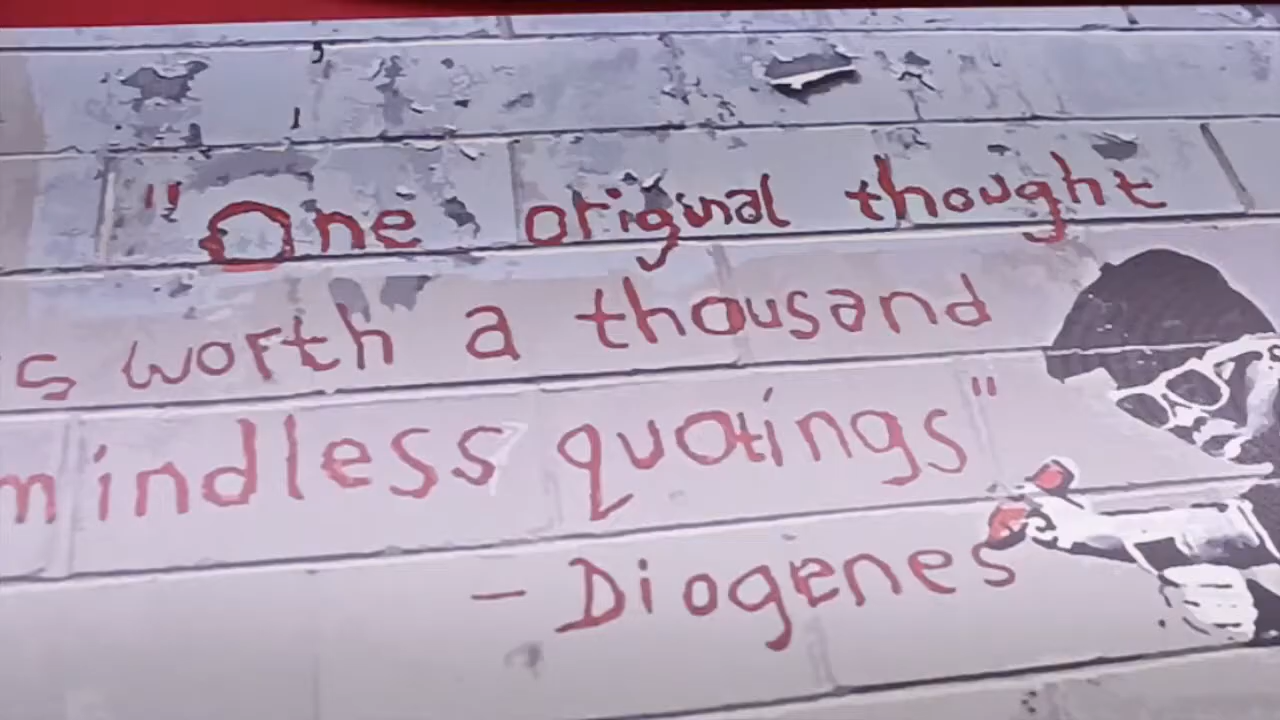 "One original thought
s worth a thousand
mindless quotings"
- Diogenes